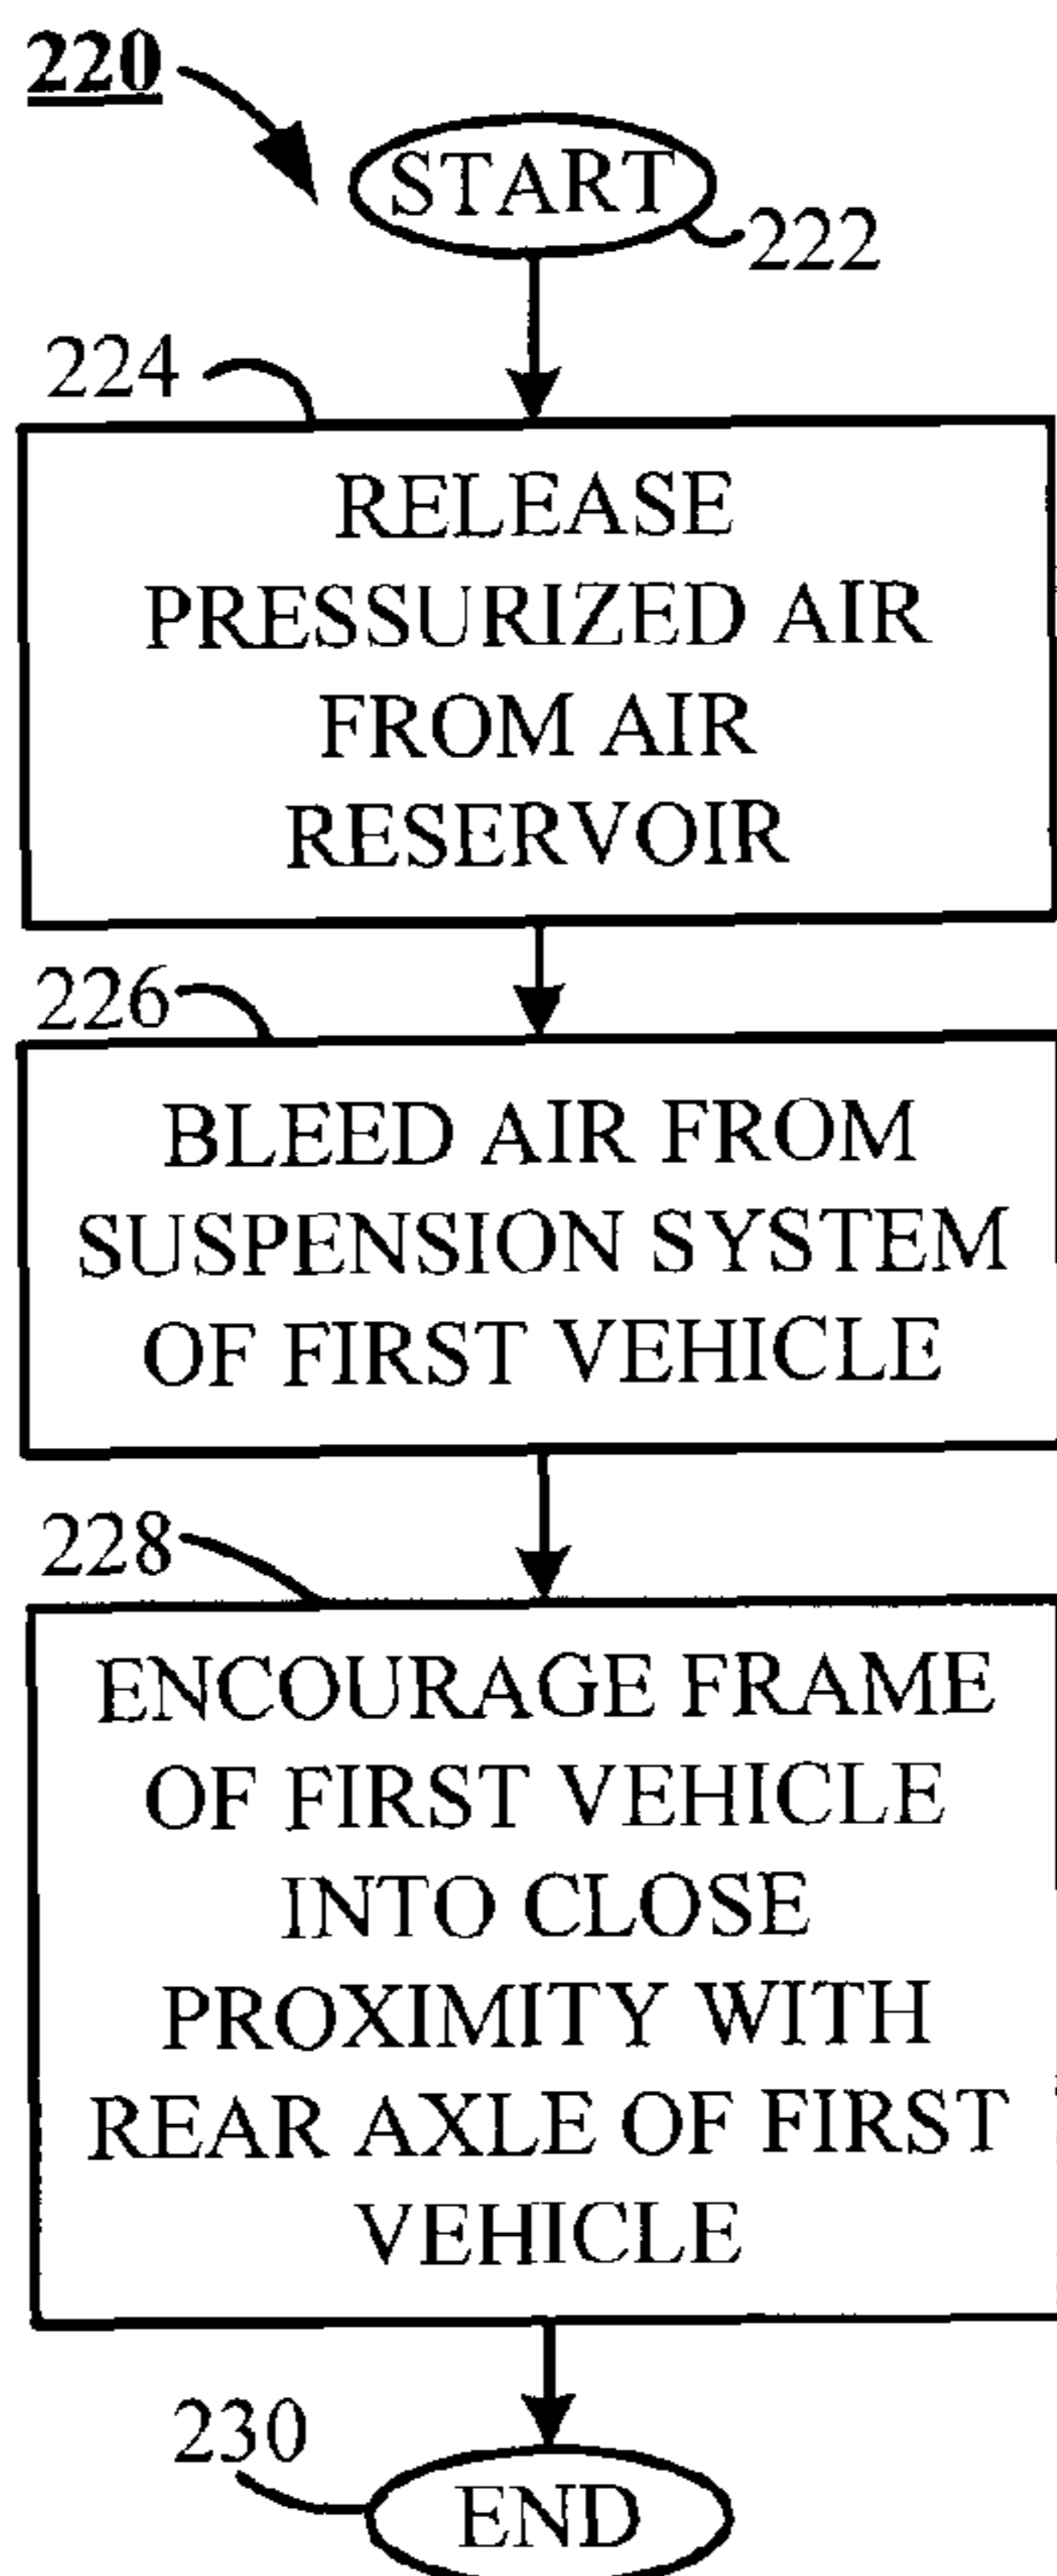 220
START
222
224
RELEASE
PRESSURIZED AIR
FROM AIR
RESERVOIR
226
BLEED AIR FROM
SUSPENSION SYSTEM
OF FIRST VEHICLE
228
ENCOURAGE FRAME
OF FIRST VEHICLE
INTO CLOSE
PROXIMITY WITH
REAR AXLE OF FIRST
VEHICLE
230
END